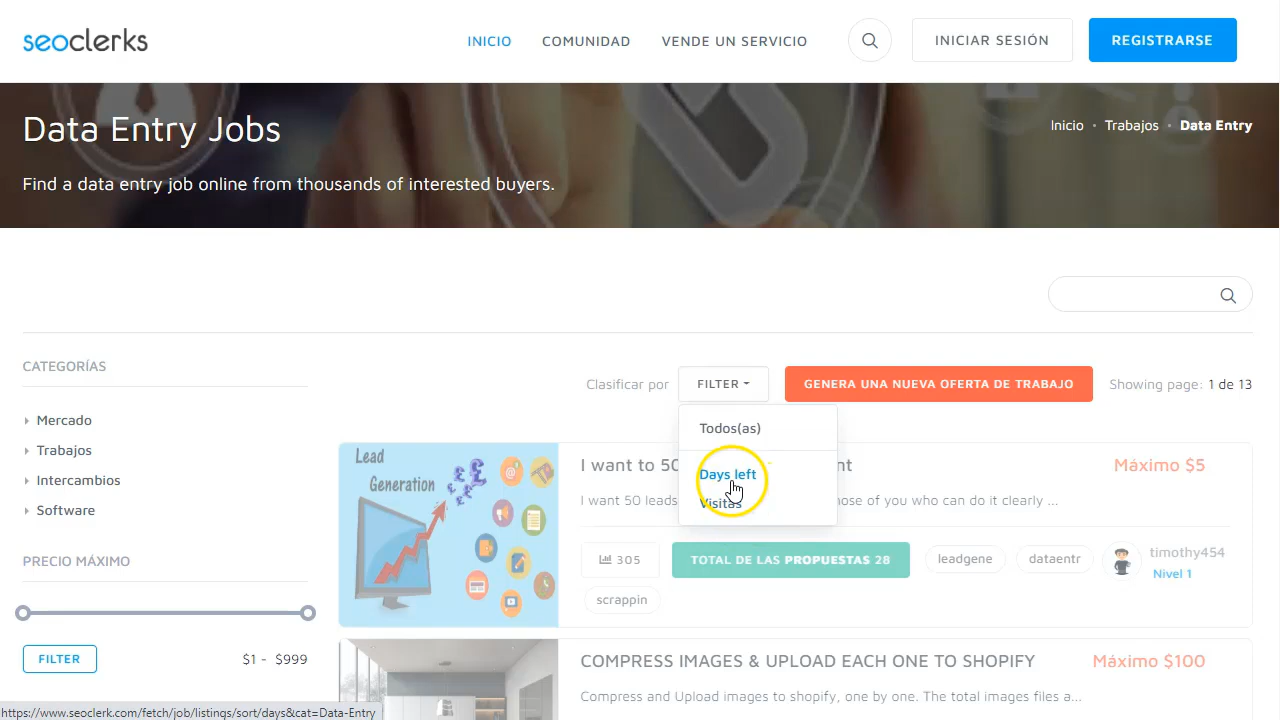 seoclerks
INICIO
COMUNIDAD
VENDE UN SERVICIO
INICIAR SESIÓN
REGISTRARSE
Data Entry Jobs
Inicio • Trabajos • Data Entry
Find a data entry job online from thousands of interested buyers.
CATEGORÍAS
Mercado
Trabajos
Intercambios
Software
PRECIO MÁXIMO
FILTER
$1 - $999
Clasificar por
FILTER
GENERA UNA NUEVA OFERTA DE TRABAJO
Showing page: 1 de 13
Todos(as)
Days left
Visitas
Lead
Generation
I want to 50
Máximo $5
I want 50 leads
hose of you who can do it clearly ...
305
TOTAL DE LAS PROPUESTAS 28
leadgene
dataentr
timothy454
Nivel 1
scrappin
COMPRESS IMAGES & UPLOAD EACH ONE TO SHOPIFY
Máximo $100
Compress and Upload images to shopify, one by one. The total images files a...
https://www.seoclerk.com/fetch/job/listings/sort/days&cat=Data-Entry